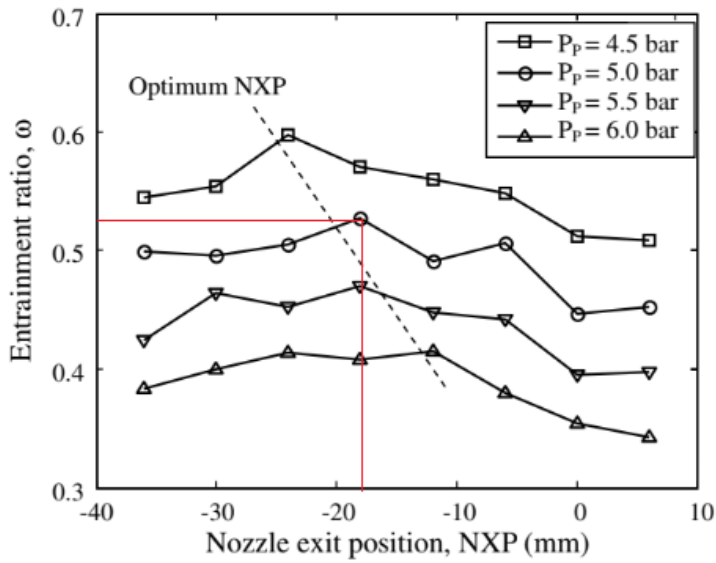 0.7
P_P = 4.5 bar
P_P = 5.0 bar
P_P = 5.5 bar
P_P = 6.0 bar
Optimum NXP
0.6
0.5
0.4
0.3
Entrainment ratio, ω
-40 -30 -20 -10 0 10
Nozzle exit position, NXP (mm)